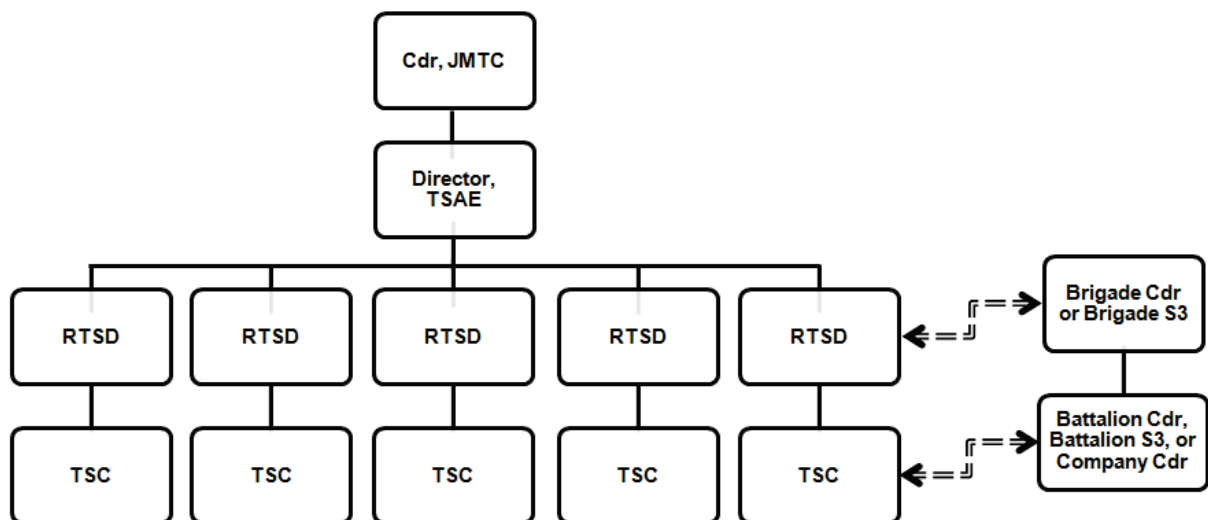 Cdr, JMTC
Director,
TSAE
RTSD
RTSD
RTSD
RTSD
RTSD
Brigade Cdr
or Brigade S3
TSC
TSC
TSC
TSC
TSC
Battalion Cdr,
Battalion S3, or
Company Cdr